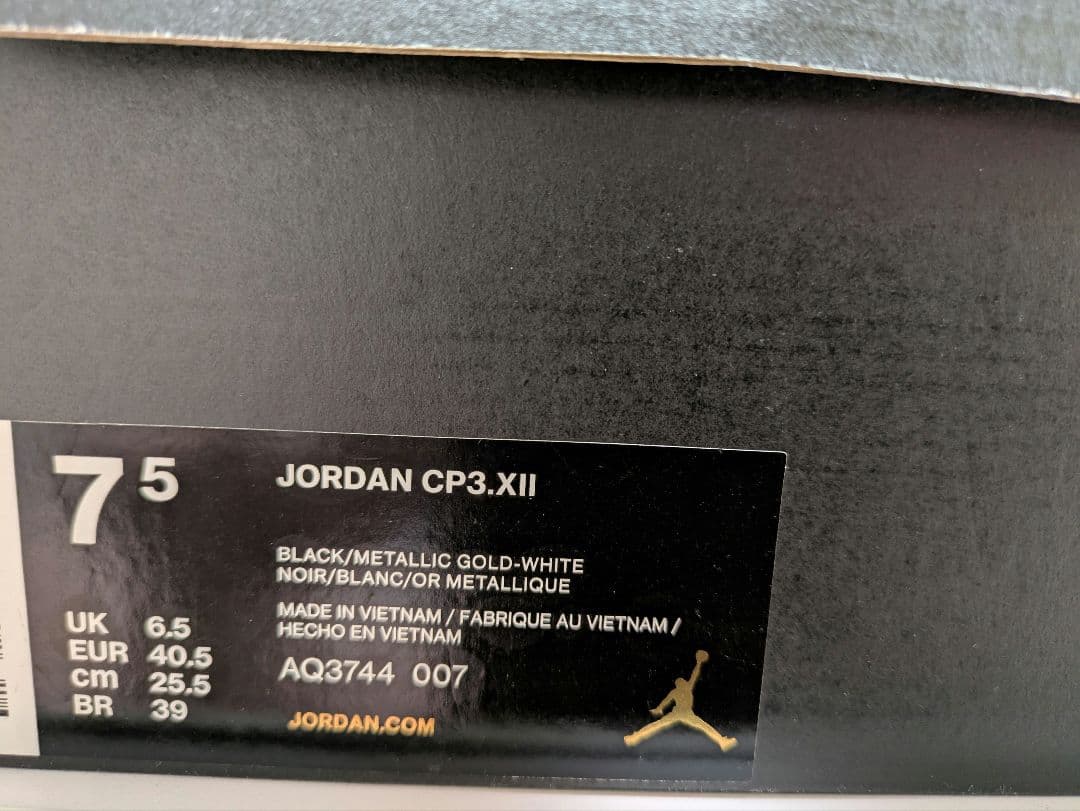 7 5
JORDAN CP3.XII
BLACK/METALLIC GOLD-WHITE
NOIR/BLANC/OR METALLIQUE
MADE IN VIETNAM / FABRIQUE AU VIETNAM /
HECHO EN VIETNAM
UK 6.5
EUR 40.5
cm 25.5
BR 39
AQ3744 007
JORDAN.COM